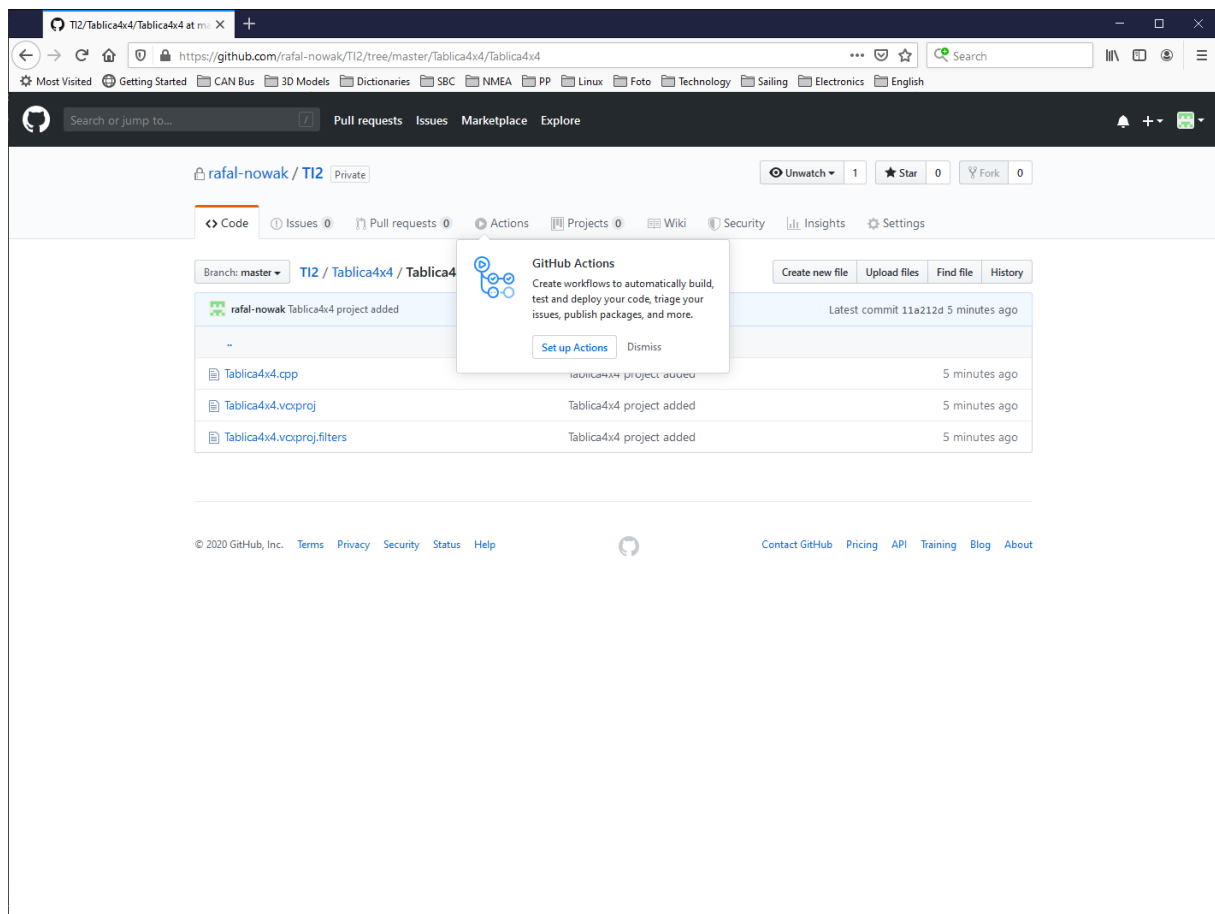 TI2/Tablica4x4/Tablica4x4 at ma
https://github.com/rafal-nowak/TI2/tree/master/Tablica4x4/Tablica4x4
Search
Most Visited Getting Started CAN Bus 3D Models Dictionaries SBC NMEA PP Linux Foto Technology Sailing Electronics English
Search or jump to... / Pull requests Issues Marketplace Explore
rafal-nowak / TI2 Private Unwatch 1 Star 0 Fork 0
Code Issues 0 Pull requests 0 Actions Projects 0 Wiki Security Insights Settings
Branch: master TI2 / Tablica4x4 / Tablica4 Create new file Upload files Find file History
GitHub Actions
Create workflows to automatically build,
test and deploy your code, triage your
issues, publish packages, and more.
Set up Actions Dismiss
rafal-nowak Tablica4x4 project added Latest commit 11a212d 5 minutes ago
..
Tablica4x4.cpp Tablica4x4 project added 5 minutes ago
Tablica4x4.vcxproj Tablica4x4 project added 5 minutes ago
Tablica4x4.vcxproj.filters Tablica4x4 project added 5 minutes ago
© 2020 GitHub, Inc. Terms Privacy Security Status Help Contact GitHub Pricing API Training Blog About